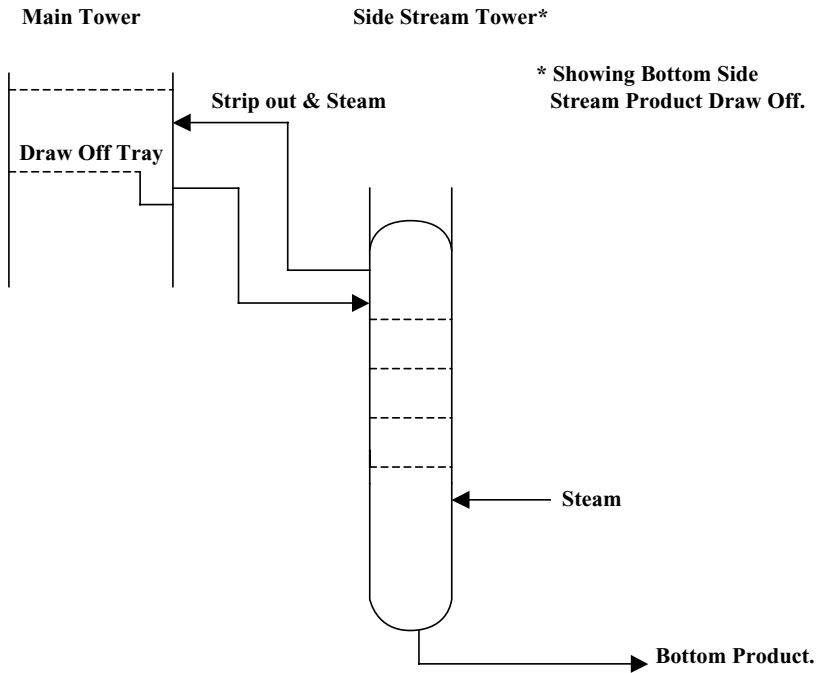 Main Tower
Side Stream Tower*
* Showing Bottom Side
Stream Product Draw Off.
Strip out & Steam
Draw Off Tray
Steam
Bottom Product.